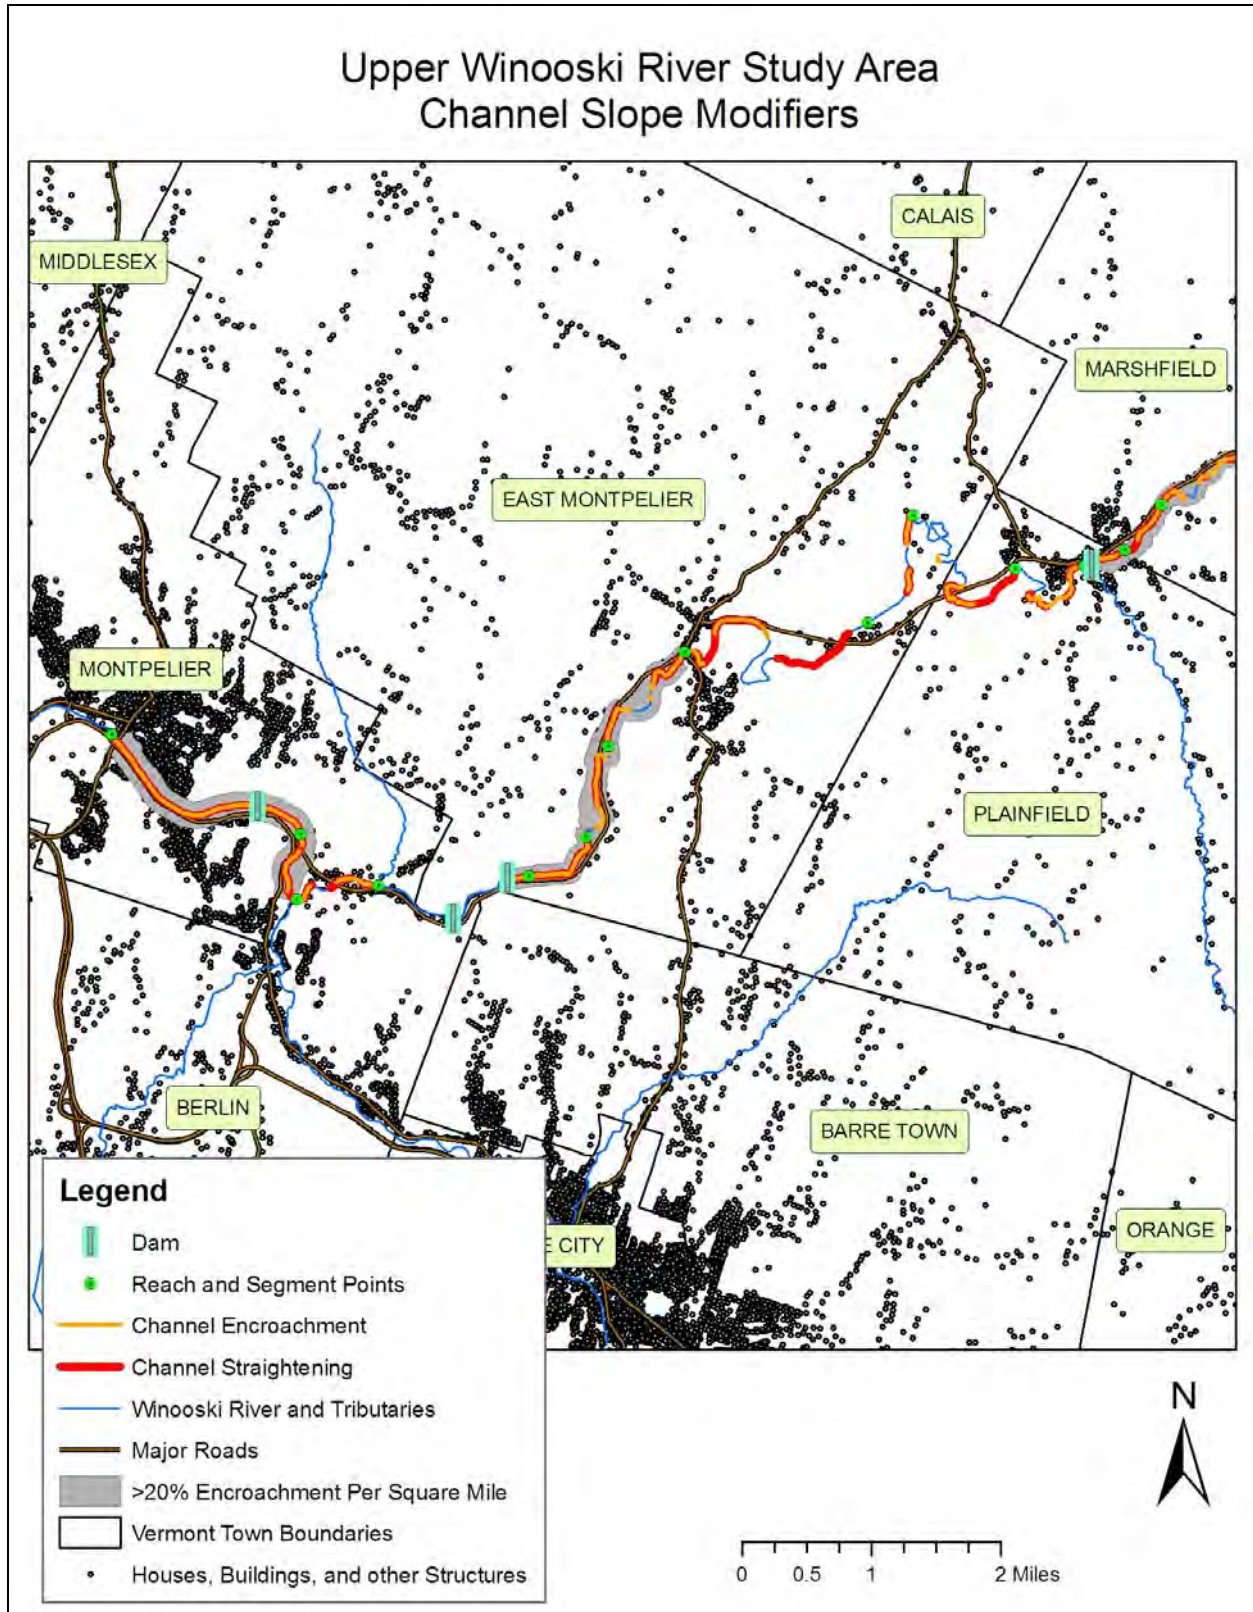 Upper Winooski River Study Area
Channel Slope Modifiers
CALAIS
MIDDLESEX
MARSHFIELD
EAST MONTPELIER
MONTPELIER
PLAINFIELD
BERLIN
BARRE TOWN
ORANGE
E CITY
Legend
Dam
Reach and Segment Points
Channel Encroachment
Channel Straightening
Winooski River and Tributaries
Major Roads
>20% Encroachment Per Square Mile
Vermont Town Boundaries
Houses, Buildings, and other Structures
N
0 0.5 1 2 Miles